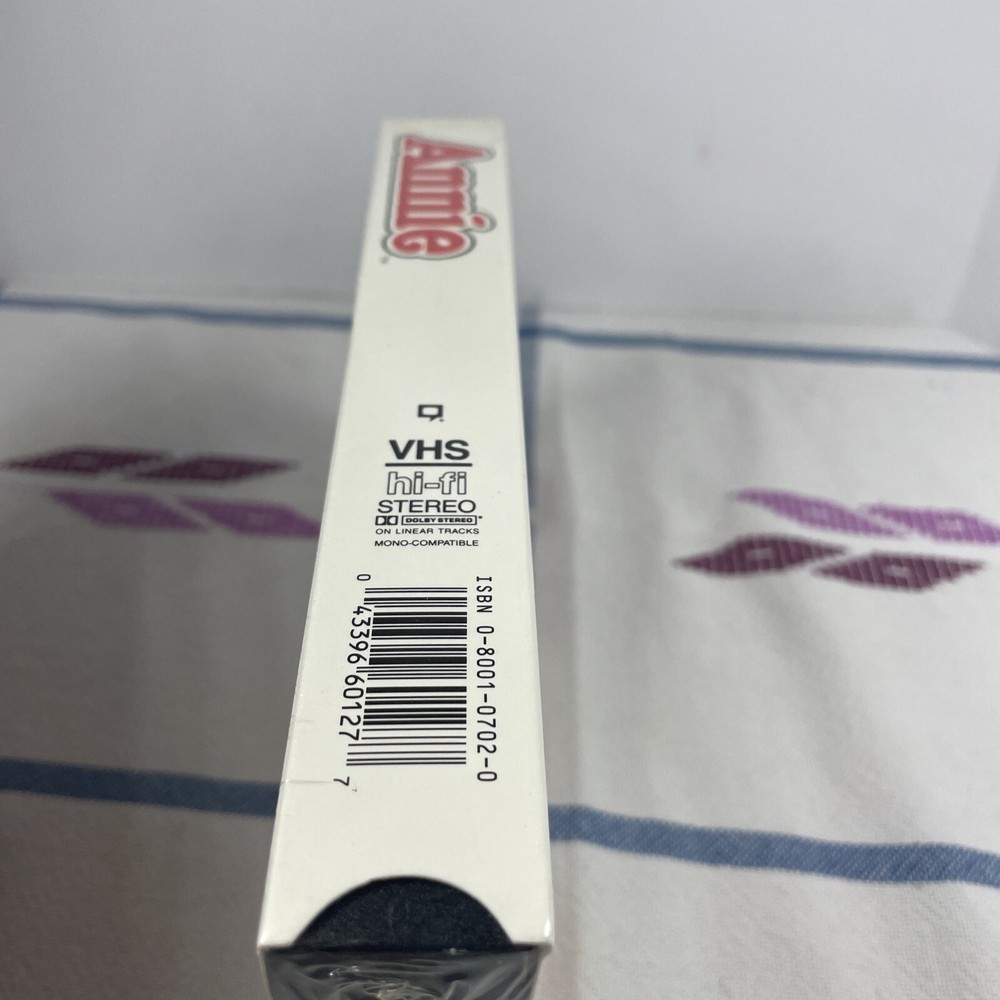 Annie
TM
VHS
hi-fi
STEREO
DOLBY STEREO
ON LINEAR TRACKS
MONO-COMPATIBLE
ISBN 0-8001-0702-0
0 43396 60127 7